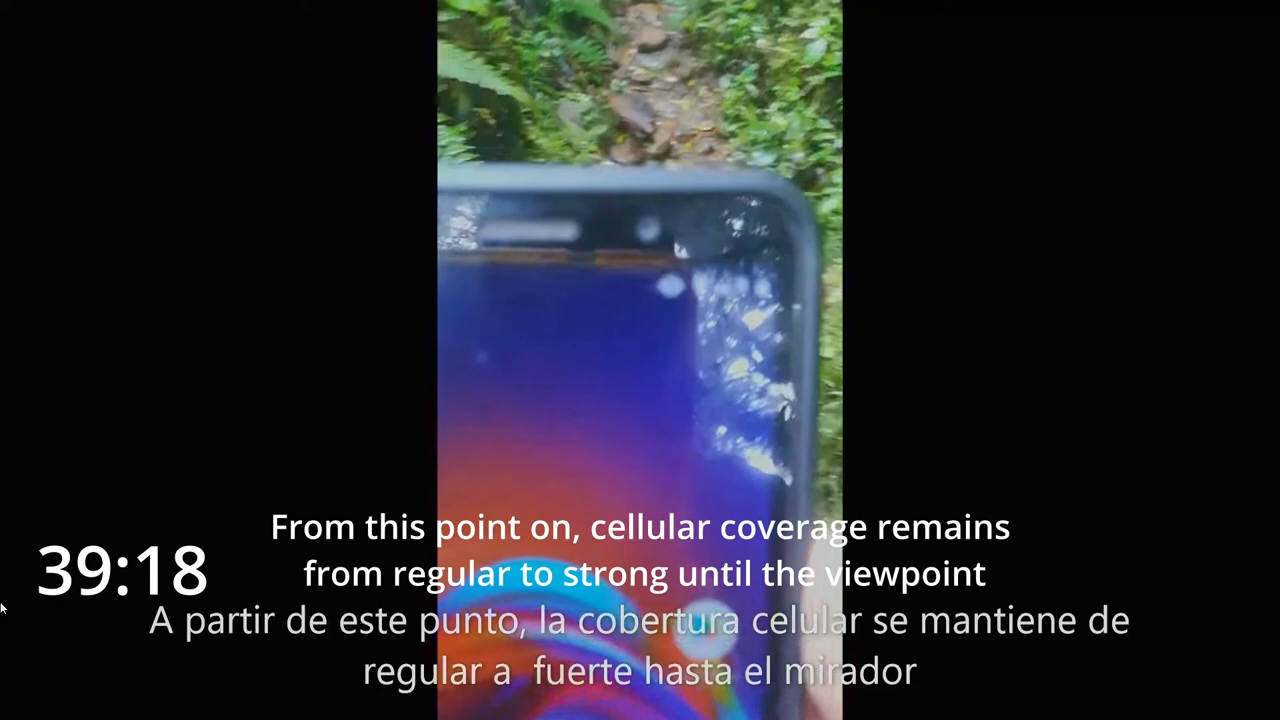 From this point on, cellular coverage remains
from regular to strong until the viewpoint
39:18
A partir de este punto, la cobertura celular se mantiene de
regular a fuerte hasta el mirador